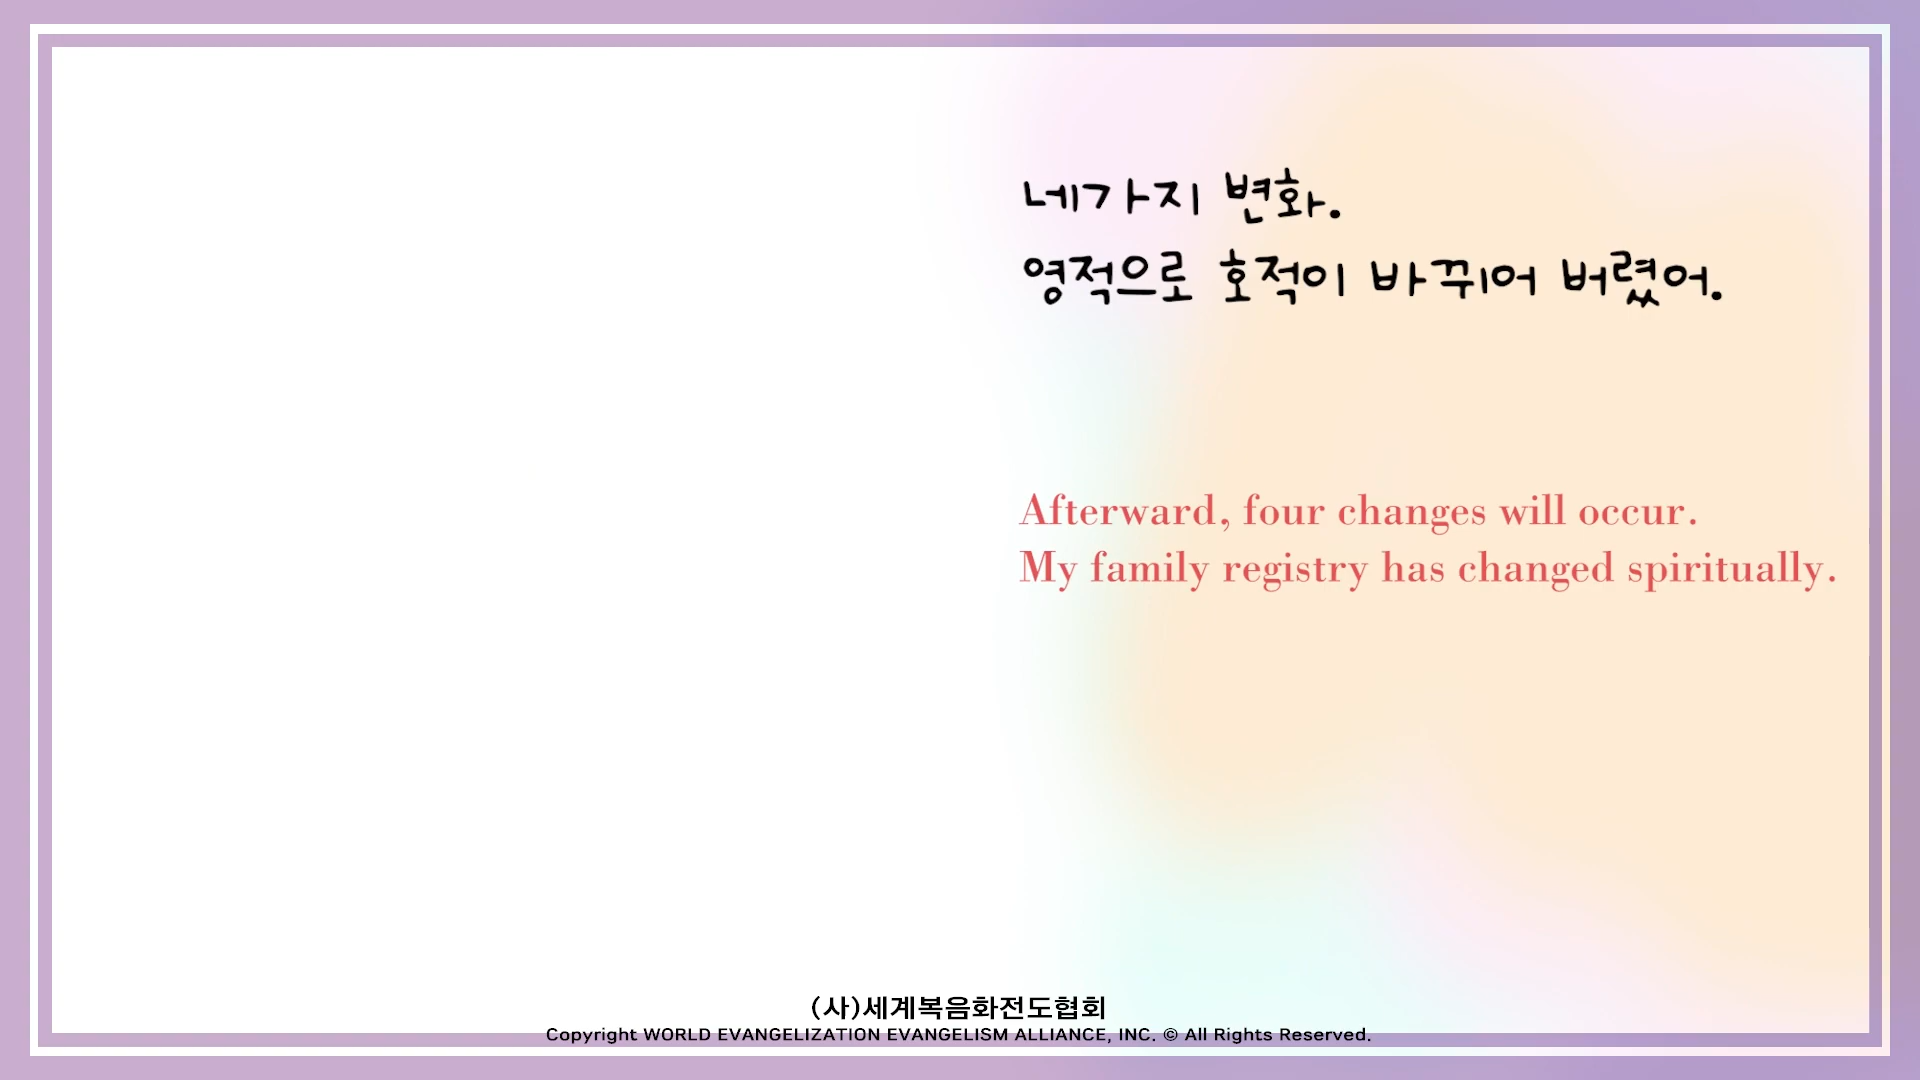 네가지 변화.
영적으로 호적이 바뀌어 버렸어.
Afterward, four changes will occur.
My family registry has changed spiritually.
(사)세계복음화전도협회
Copyright WORLD EVANGELIZATION EVANGELISM ALLIANCE, INC. © All Rights Reserved.